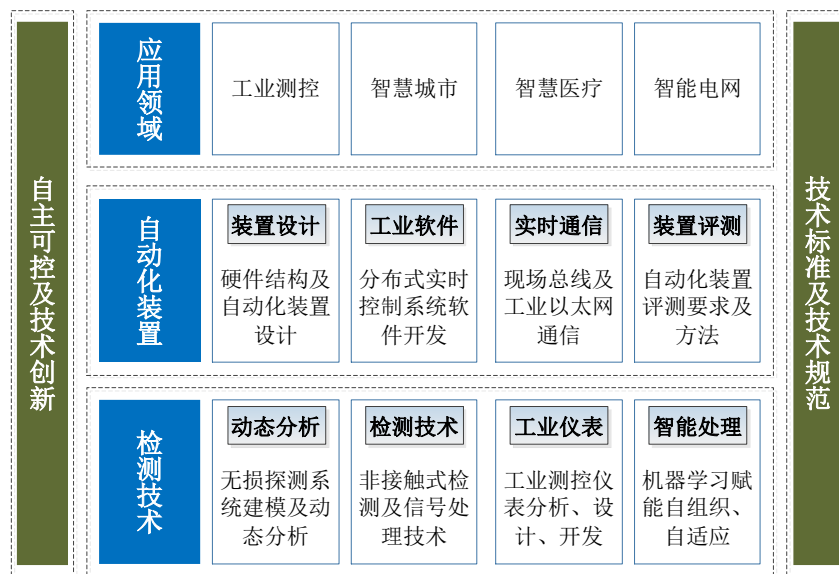 自主可控及技术创新
应用领域
工业测控
智慧城市
智慧医疗
智能电网
自动化装置
装置设计
硬件结构及
自动化装置
设计
工业软件
分布式实时
控制系统软
件开发
实时通信
现场总线及
工业以太网
通信
装置评测
自动化装置
评测要求及
方法
检测技术
动态分析
无损探测系
统建模及动
态分析
检测技术
非接触式检
测及信号处
理技术
工业仪表
工业测控仪
表分析、设
计、开发
智能处理
机器学习赋
能自组织、
自适应
技术标准及技术规范